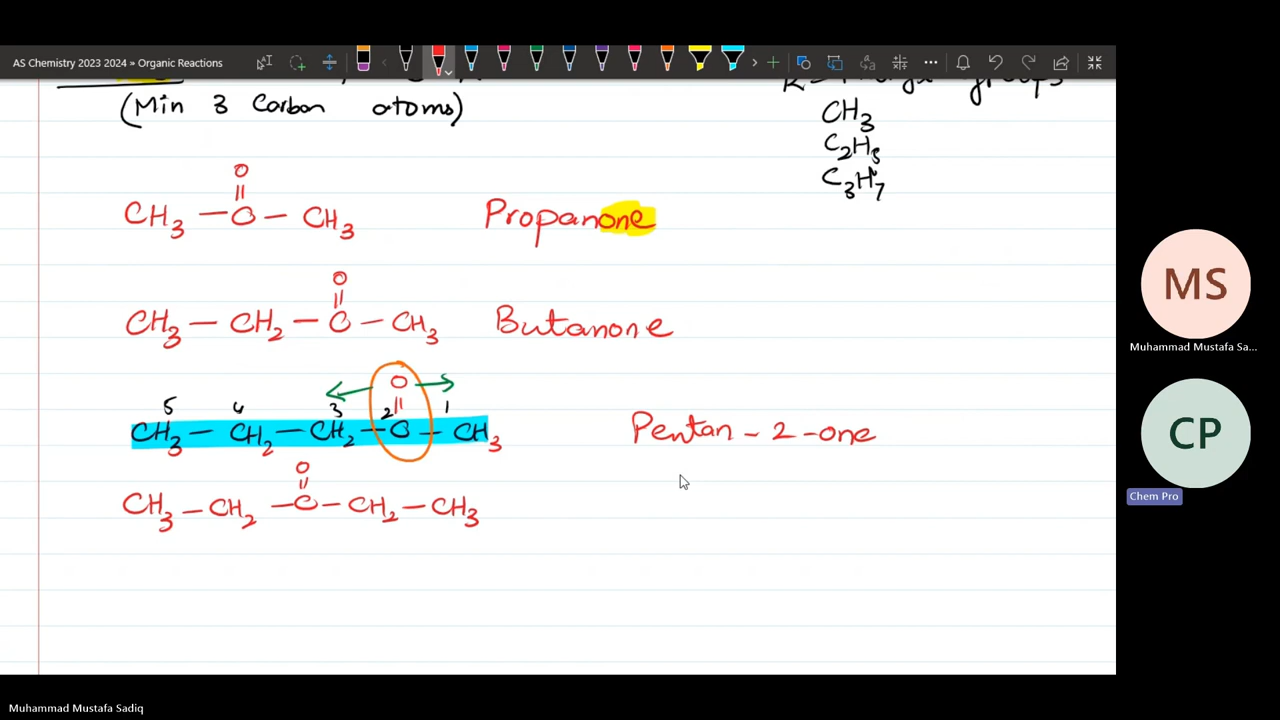 AS Chemistry 2023 2024 » Organic Reactions
(Min 3 Carbon atoms)
groups
CH3
C2H5
C3H7
O
||
CH3 — C — CH3 Propanone
O
||
CH3 — CH2 — C — CH3 Butanone
O
||
5 4 3 2 1
CH3 — CH2 — CH2 — C — CH3 Pentan - 2 - one
O
||
CH3 — CH2 — C — CH2 — CH3
MS
Muhammad Mustafa Sa...
CP
Chem Pro
Muhammad Mustafa Sadiq